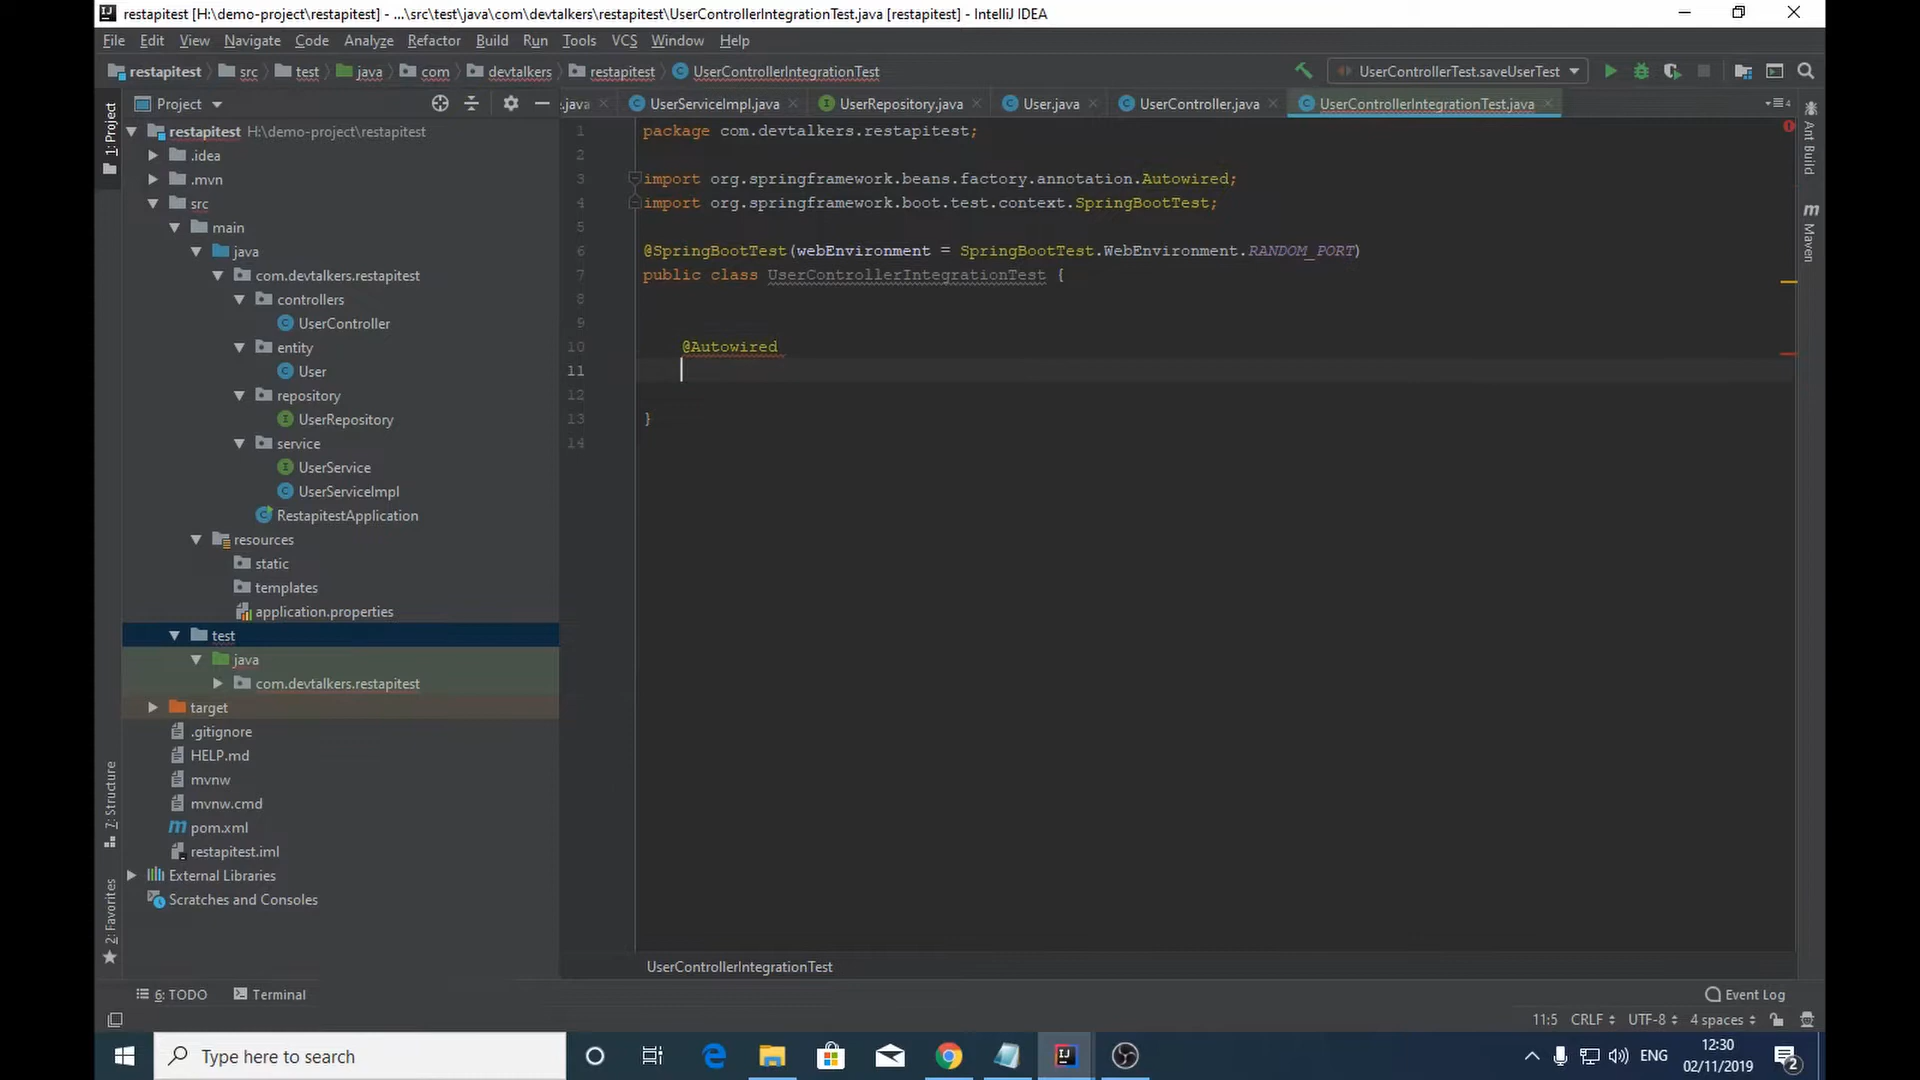 restapitest [H:\demo-project\restapitest] - ...\src\test\java\com\devtalkers\restapitest\UserControllerIntegrationTest.java [restapitest] - IntelliJ IDEA
File Edit View Navigate Code Analyze Refactor Build Run Tools VCS Window Help
restapitest src test java com devtalkers restapitest UserControllerIntegrationTest UserControllerTest.saveUserTest
Project .java UserServiceImpl.java UserRepository.java User.java UserController.java UserControllerIntegrationTest.java 4
1: Project
7: Structure
2: Favorites
Ant Build
Maven
restapitest H:\demo-project\restapitest
.idea
.mvn
src
main
java
com.devtalkers.restapitest
controllers
UserController
entity
User
repository
UserRepository
service
UserService
UserServiceImpl
RestapitestApplication
resources
static
templates
application.properties
test
java
com.devtalkers.restapitest
target
.gitignore
HELP.md
mvnw
mvnw.cmd
pom.xml
restapitest.iml
External Libraries
Scratches and Consoles
1 package com.devtalkers.restapitest;
2
3 import org.springframework.beans.factory.annotation.Autowired;
4 import org.springframework.boot.test.context.SpringBootTest;
5
6 @SpringBootTest(webEnvironment = SpringBootTest.WebEnvironment.RANDOM_PORT)
7 public class UserControllerIntegrationTest {
8
9
10 @Autowired
11
12
13 }
14
UserControllerIntegrationTest
6: TODO Terminal Event Log
11:5 CRLF UTF-8 4 spaces
Type here to search
ENG
12:30
02/11/2019
2